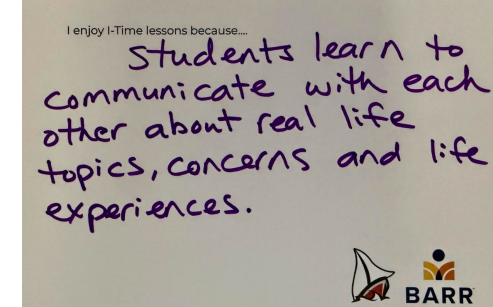 I enjoy I-Time lessons because....
students learn to
communicate with each
other about real life
topics, concerns and life
experiences.
BARR